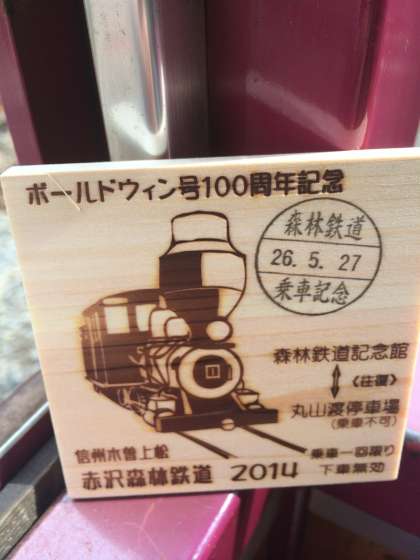 ボールドウィン号100周年記念
森林鉄道
26.5.27
乗車記念
森林鉄道記念館
↕ 〈往復〉
丸山渡停車場
(乗車不可)
信州木曽上松
赤沢森林鉄道 2014
乗車一回限り
下車無効